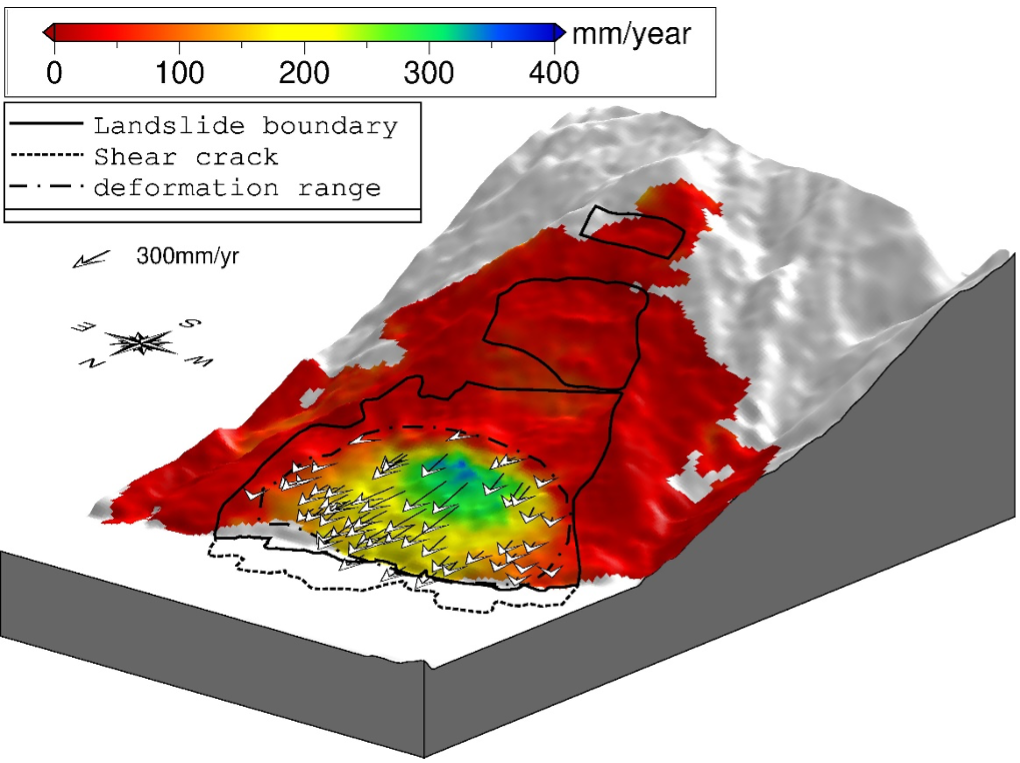 mm/year
0 100 200 300 400
Landslide boundary
Shear crack
deformation range
300mm/yr
E S
N W